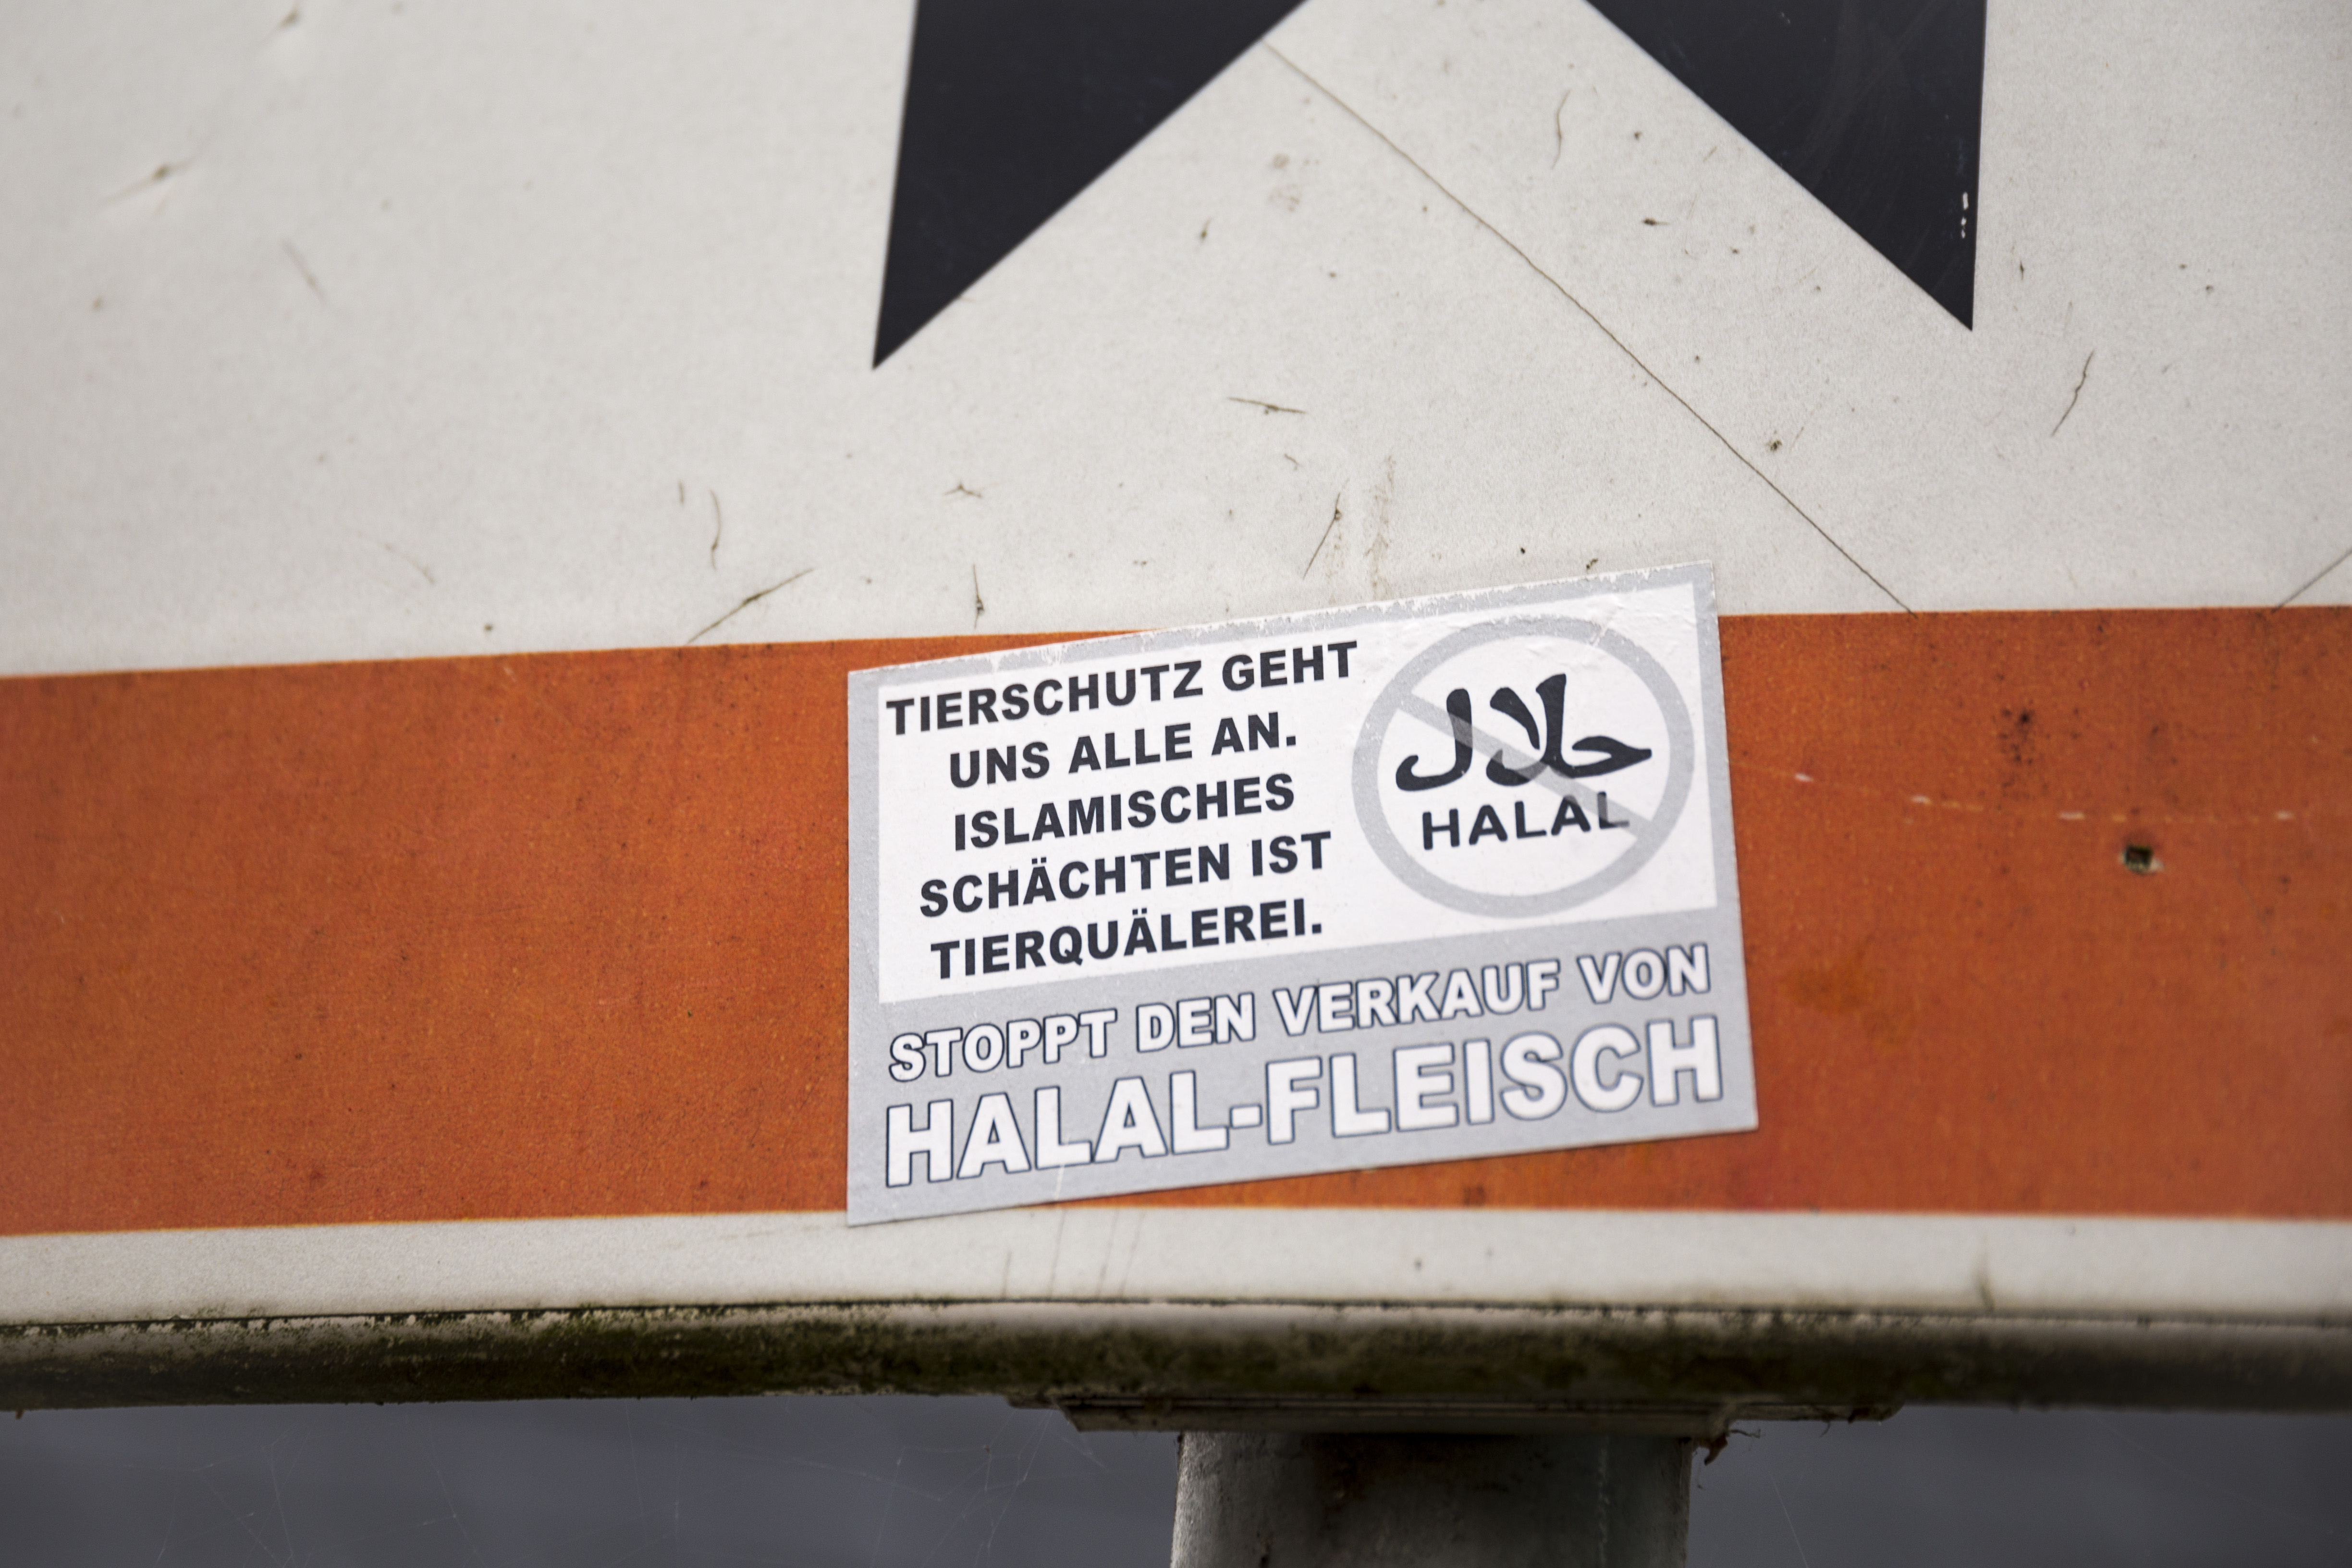 TIERSCHUTZ GEHT
UNS ALLE AN.
ISLAMISCHES
SCHÄCHTEN IST
TIERQUÄLEREI.
حلال
HALAL
STOPPT DEN VERKAUF VON
HALAL-FLEISCH